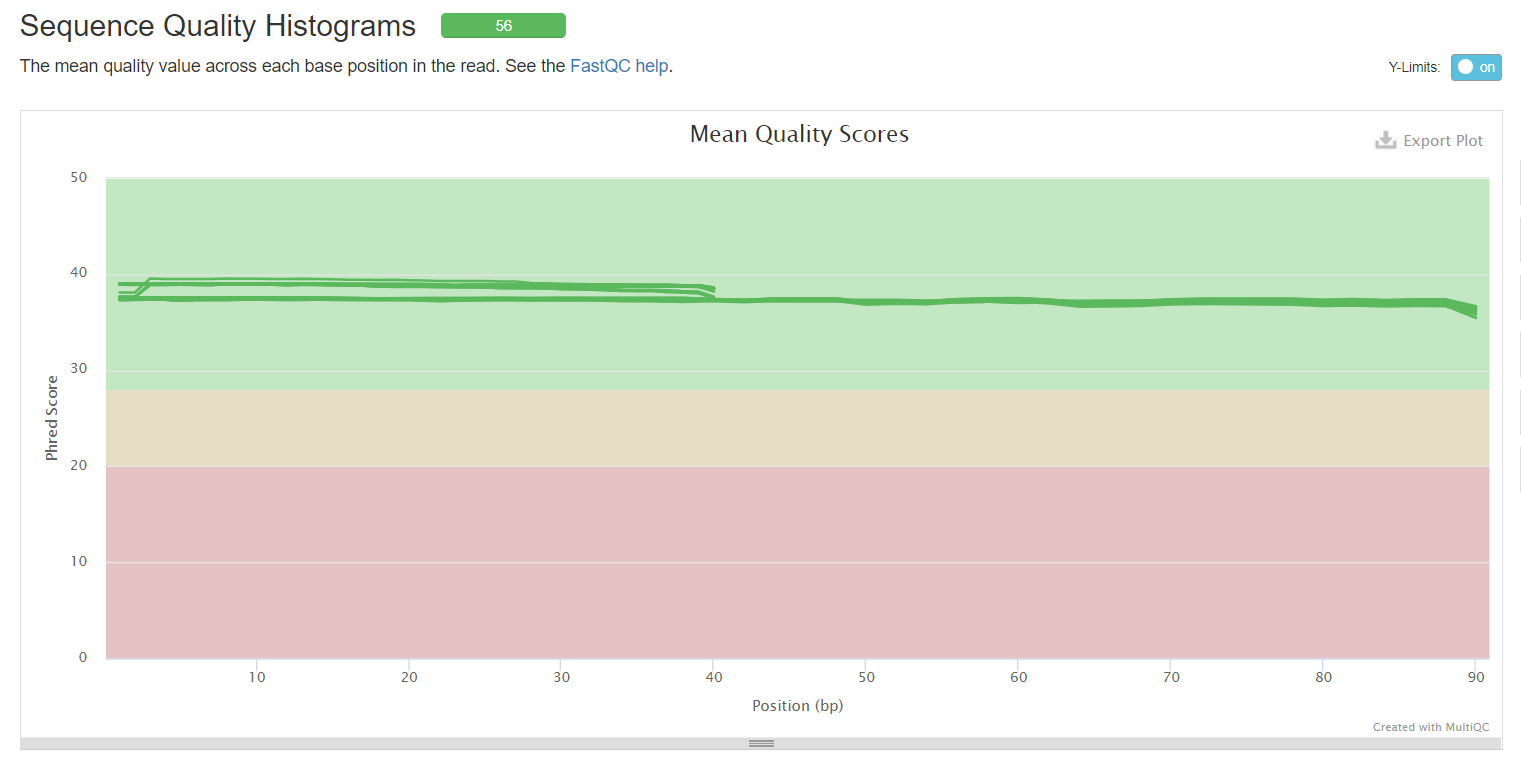 Sequence Quality Histograms 56
The mean quality value across each base position in the read. See the FastQC help.
Y-Limits: on
Mean Quality Scores
Export Plot
50
40
30
20
10
0
Phred Score
10 20 30 40 50 60 70 80 90
Position (bp)
Created with MultiQC